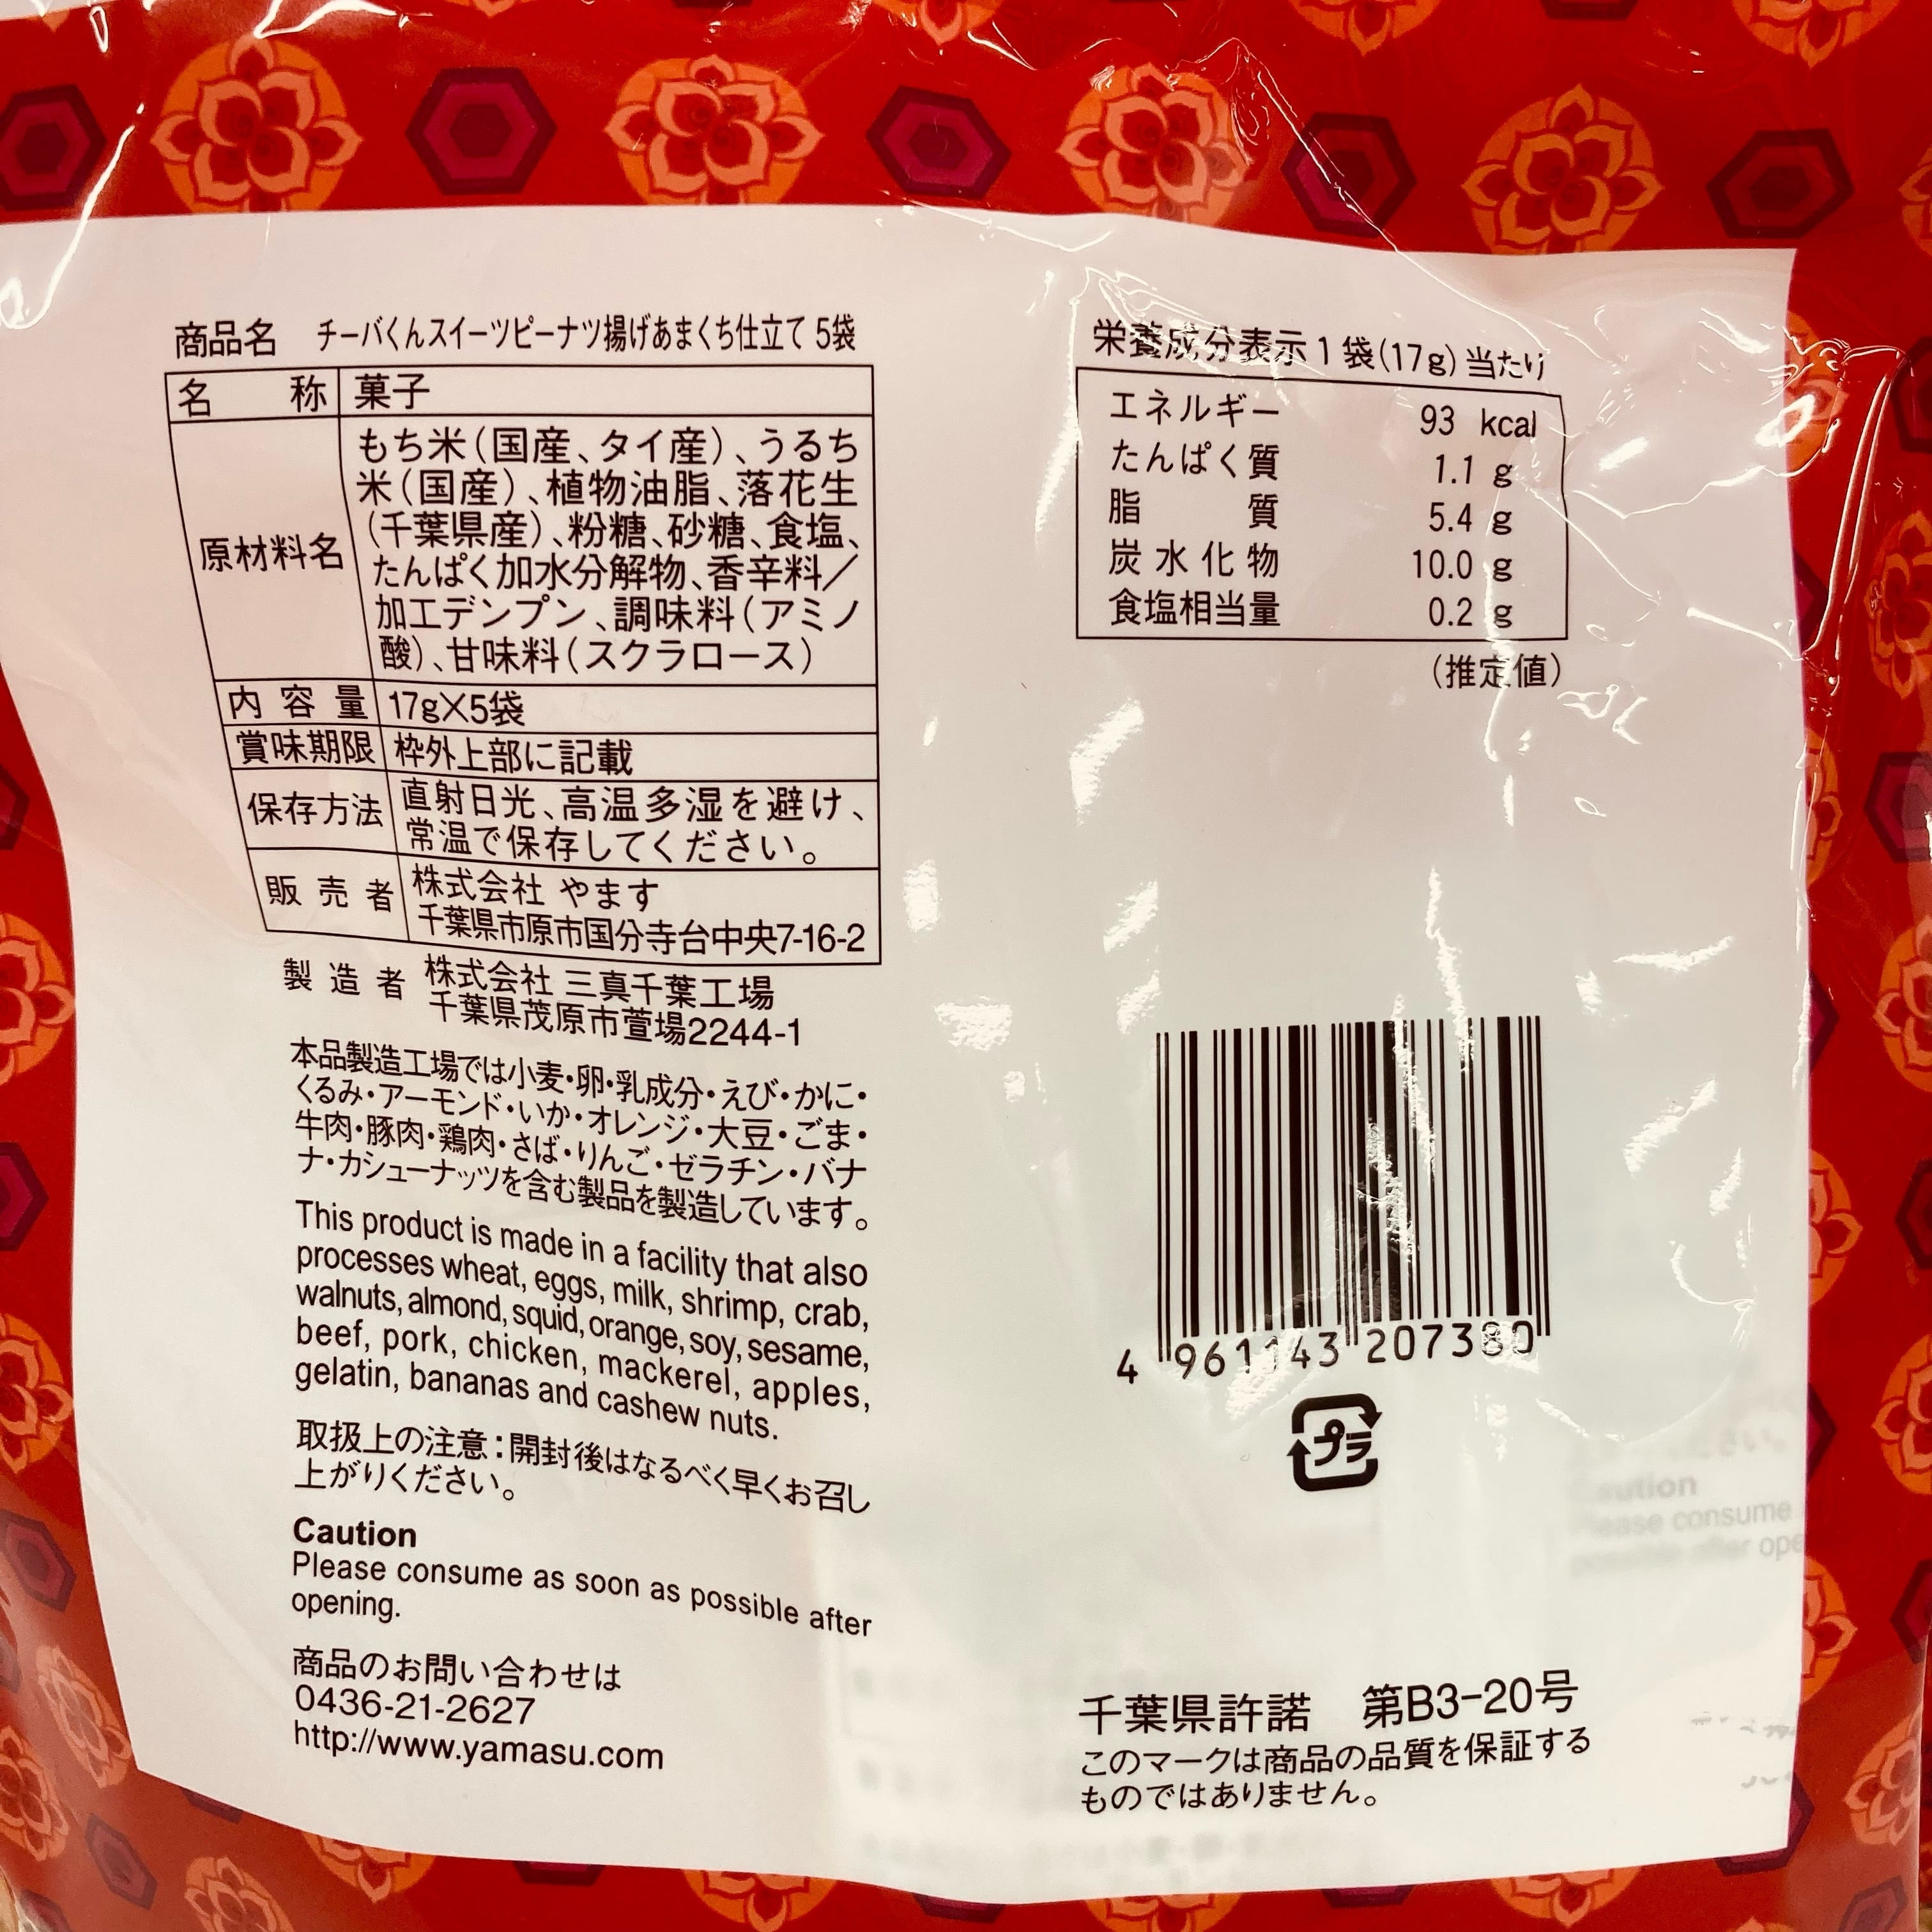 商品名 チーバくんスイーツピーナツ揚げあまくち仕立て 5袋
名 称 菓子
原材料名
もち米(国産、タイ産)、うるち
米(国産)、植物油脂、落花生
(千葉県産)、粉糖、砂糖、食塩、
たんぱく加水分解物、香辛料／
加工デンプン、調味料(アミノ
酸)、甘味料(スクラロース)
内容量 17g×5袋
賞味期限 枠外上部に記載
保存方法
直射日光、高温多湿を避け、
常温で保存してください。
販売者
株式会社 やます
千葉県市原市国分寺台中央7-16-2
製造者
株式会社 三真千葉工場
千葉県茂原市萱場2244-1
本品製造工場では小麦・卵・乳成分・えび・かに・
くるみ・アーモンド・いか・オレンジ・大豆・ごま・
牛肉・豚肉・鶏肉・さば・りんご・ゼラチン・バナ
ナ・カシューナッツを含む製品を製造しています。
This product is made in a facility that also
processes wheat, eggs, milk, shrimp, crab,
walnuts, almond, squid, orange, soy, sesame,
beef, pork, chicken, mackerel, apples,
gelatin, bananas and cashew nuts.
取扱上の注意：開封後はなるべく早くお召し
上がりください。
Caution
Please consume as soon as possible after
opening.
商品のお問い合わせは
0436-21-2627
http://www.yamasu.com
栄養成分表示1袋(17g)当たり
エネルギー 93 kcal
たんぱく質 1.1 g
脂質 5.4 g
炭水化物 10.0 g
食塩相当量 0.2 g
(推定値)
4 961143 207380
プラ
千葉県許諾 第B3-20号
このマークは商品の品質を保証する
ものではありません。